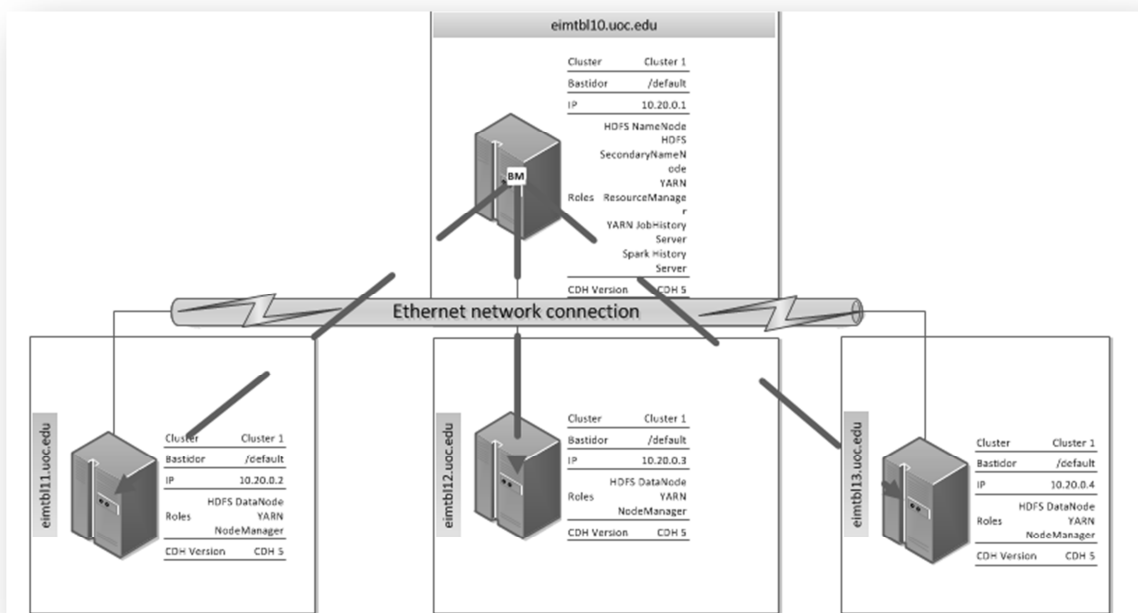 eimtbl10.uoc.edu
Cluster Cluster 1
Bastidor /default
IP 10.20.0.1
HDFS NameNode
HDFS
SecondaryNameN
ode
YARN
Roles ResourceManage
r
YARN JobHistory
Server
Spark History
Server
CDH Version CDH 5
BM
Ethernet network connection
eimtbl11.uoc.edu
Cluster Cluster 1
Bastidor /default
IP 10.20.0.2
HDFS DataNode
Roles YARN
NodeManager
CDH Version CDH 5
eimtbl12.uoc.edu
Cluster Cluster 1
Bastidor /default
IP 10.20.0.3
HDFS DataNode
Roles YARN
NodeManager
CDH Version CDH 5
eimtbl13.uoc.edu
Cluster Cluster 1
Bastidor /default
IP 10.20.0.4
HDFS DataNode
Roles YARN
NodeManager
CDH Version CDH 5